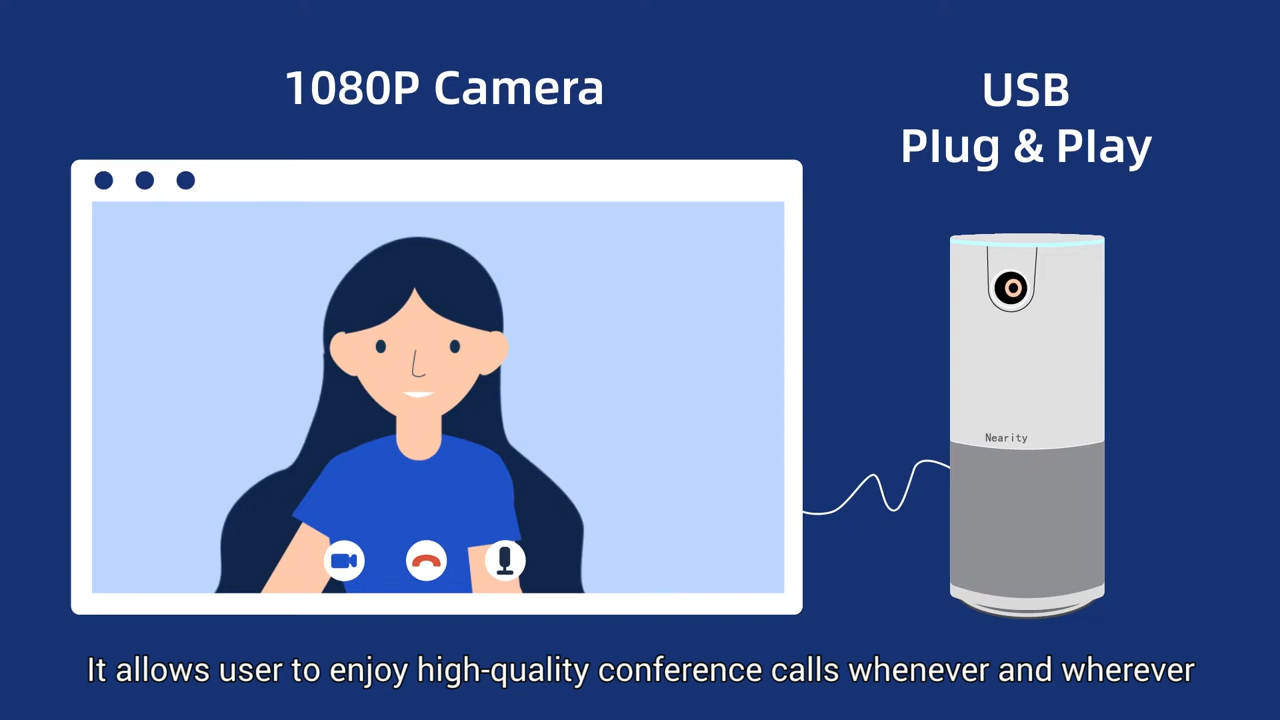 1080P Camera
USB
Plug & Play
Nearity
It allows user to enjoy high-quality conference calls whenever and wherever